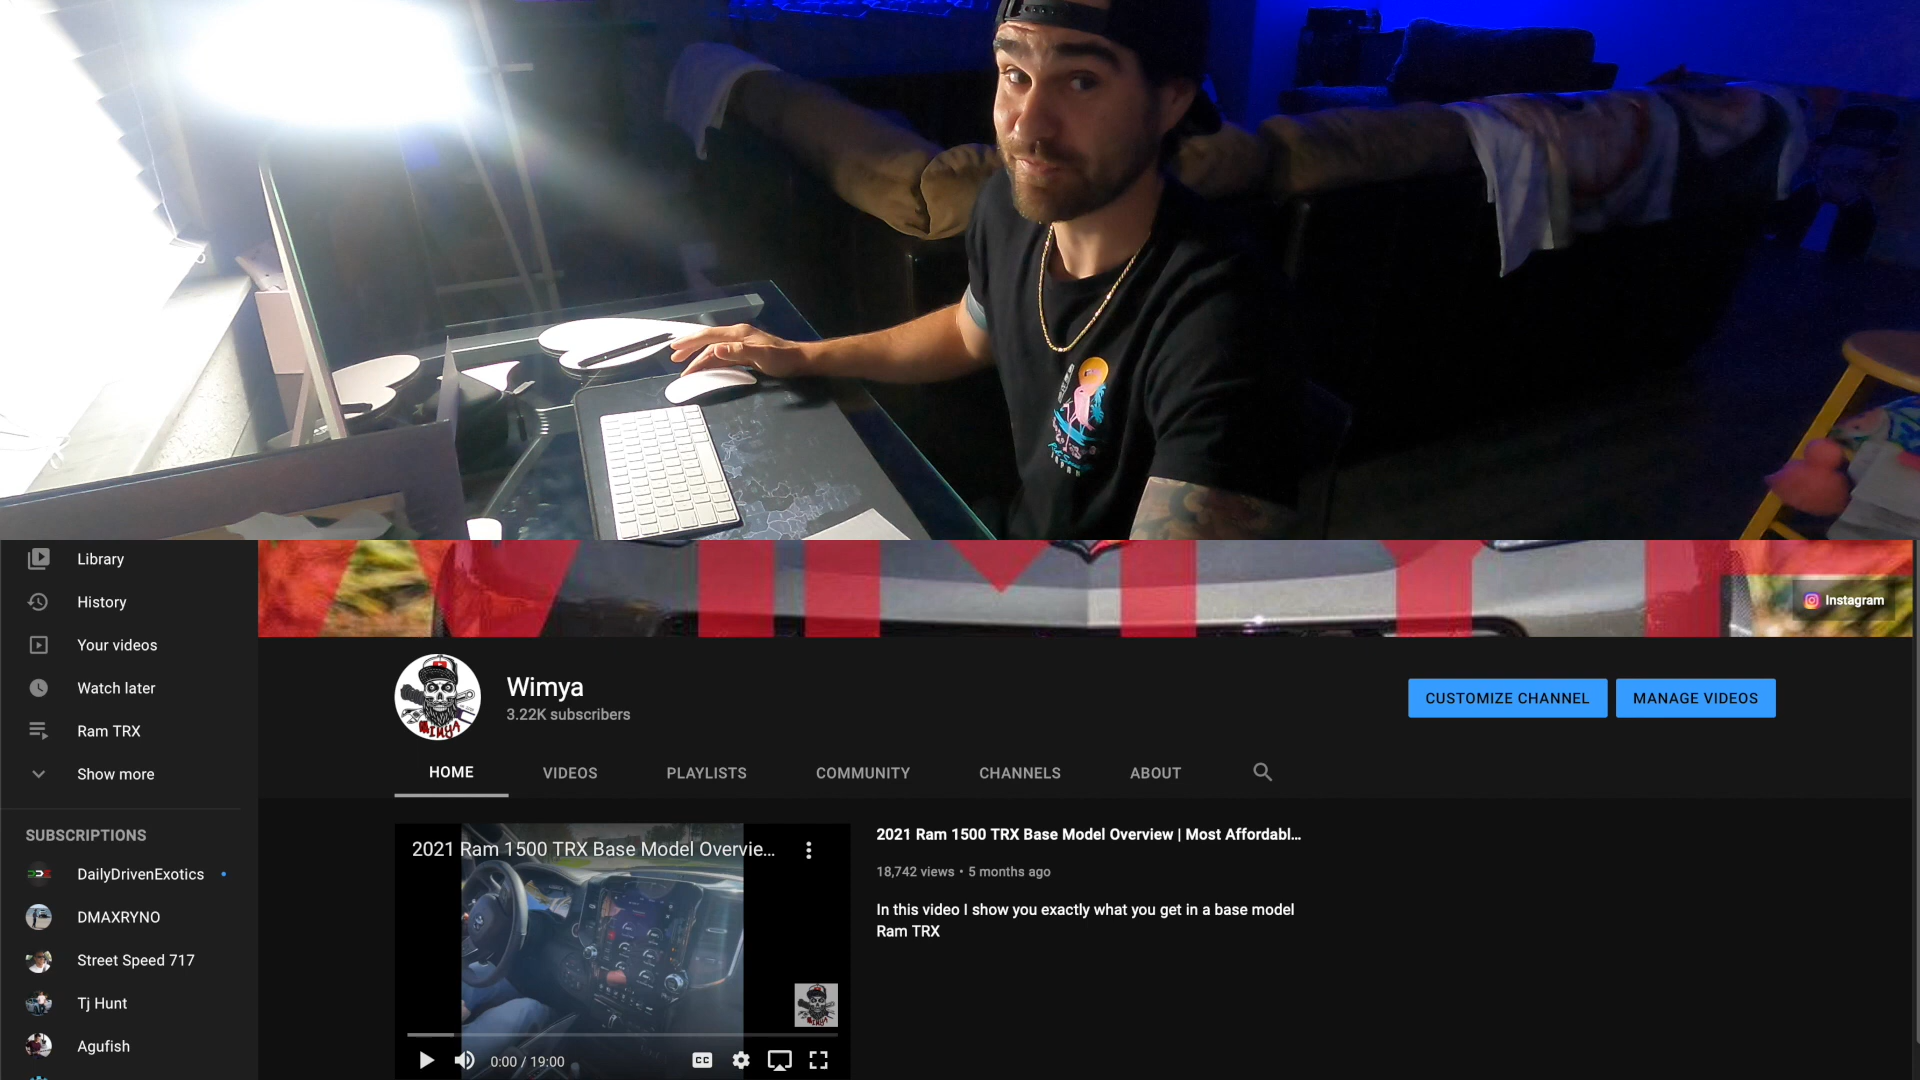 JAPAN
Library
History
Your videos
Watch later
Ram TRX
Show more
SUBSCRIPTIONS
DailyDrivenExotics
DMAXRYNO
Street Speed 717
Tj Hunt
Agufish
Instagram
Wimya
3.22K subscribers
CUSTOMIZE CHANNEL
MANAGE VIDEOS
HOME
VIDEOS
PLAYLISTS
COMMUNITY
CHANNELS
ABOUT
2021 Ram 1500 TRX Base Model Overvie...
0:00 / 19:00
CC
2021 Ram 1500 TRX Base Model Overview | Most Affordabl...
18,742 views • 5 months ago
In this video I show you exactly what you get in a base model
Ram TRX